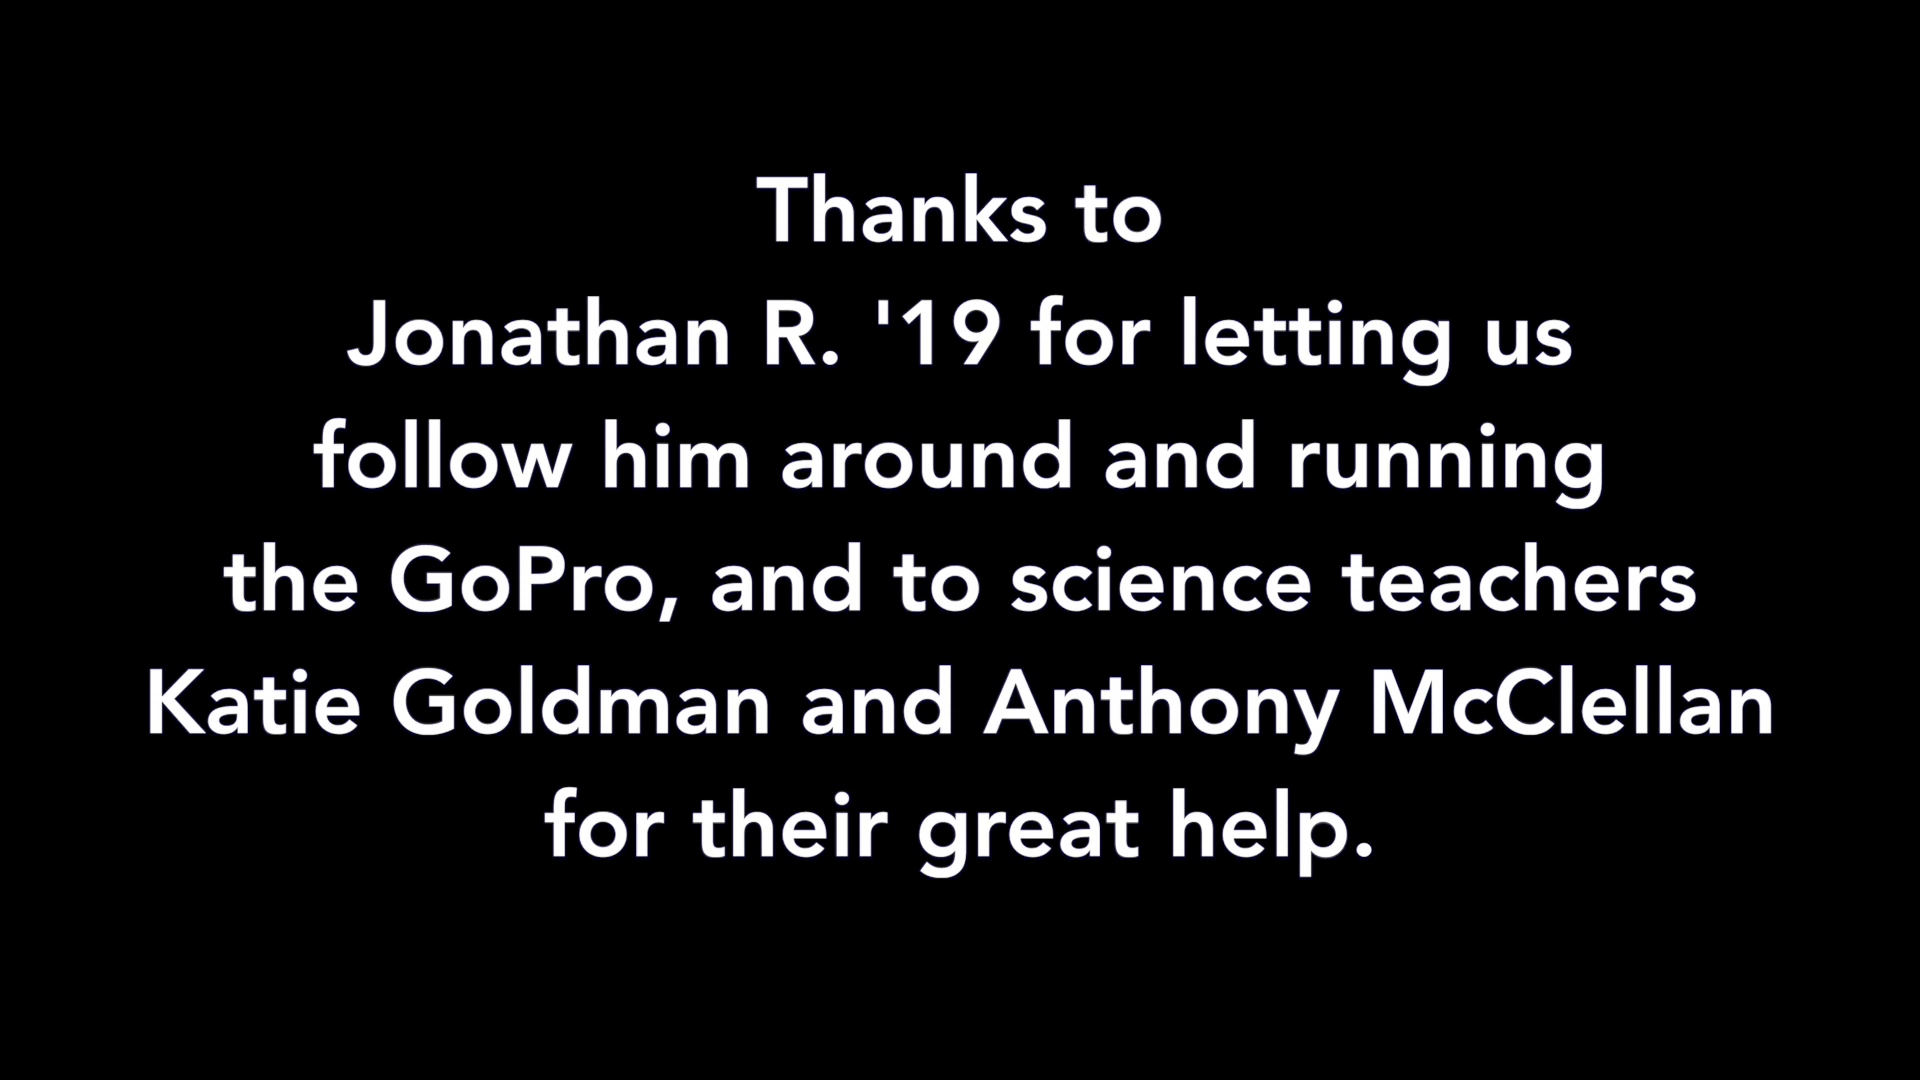 Thanks to
Jonathan R. '19 for letting us
follow him around and running
the GoPro, and to science teachers
Katie Goldman and Anthony McClellan
for their great help.